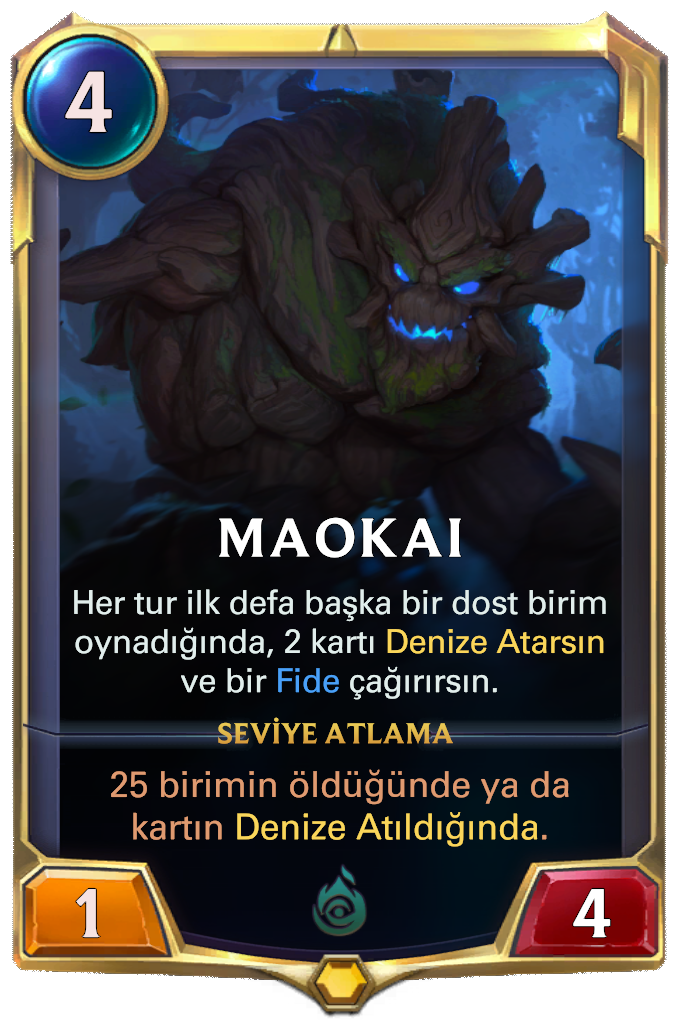 4
MAOKAI
Her tur ilk defa başka bir dost birim
oynadığında, 2 kartı Denize Atarsın
ve bir Fide çağırırsın.
SEVİYE ATLAMA
25 birimin öldüğünde ya da
kartın Denize Atıldığında.
1
4